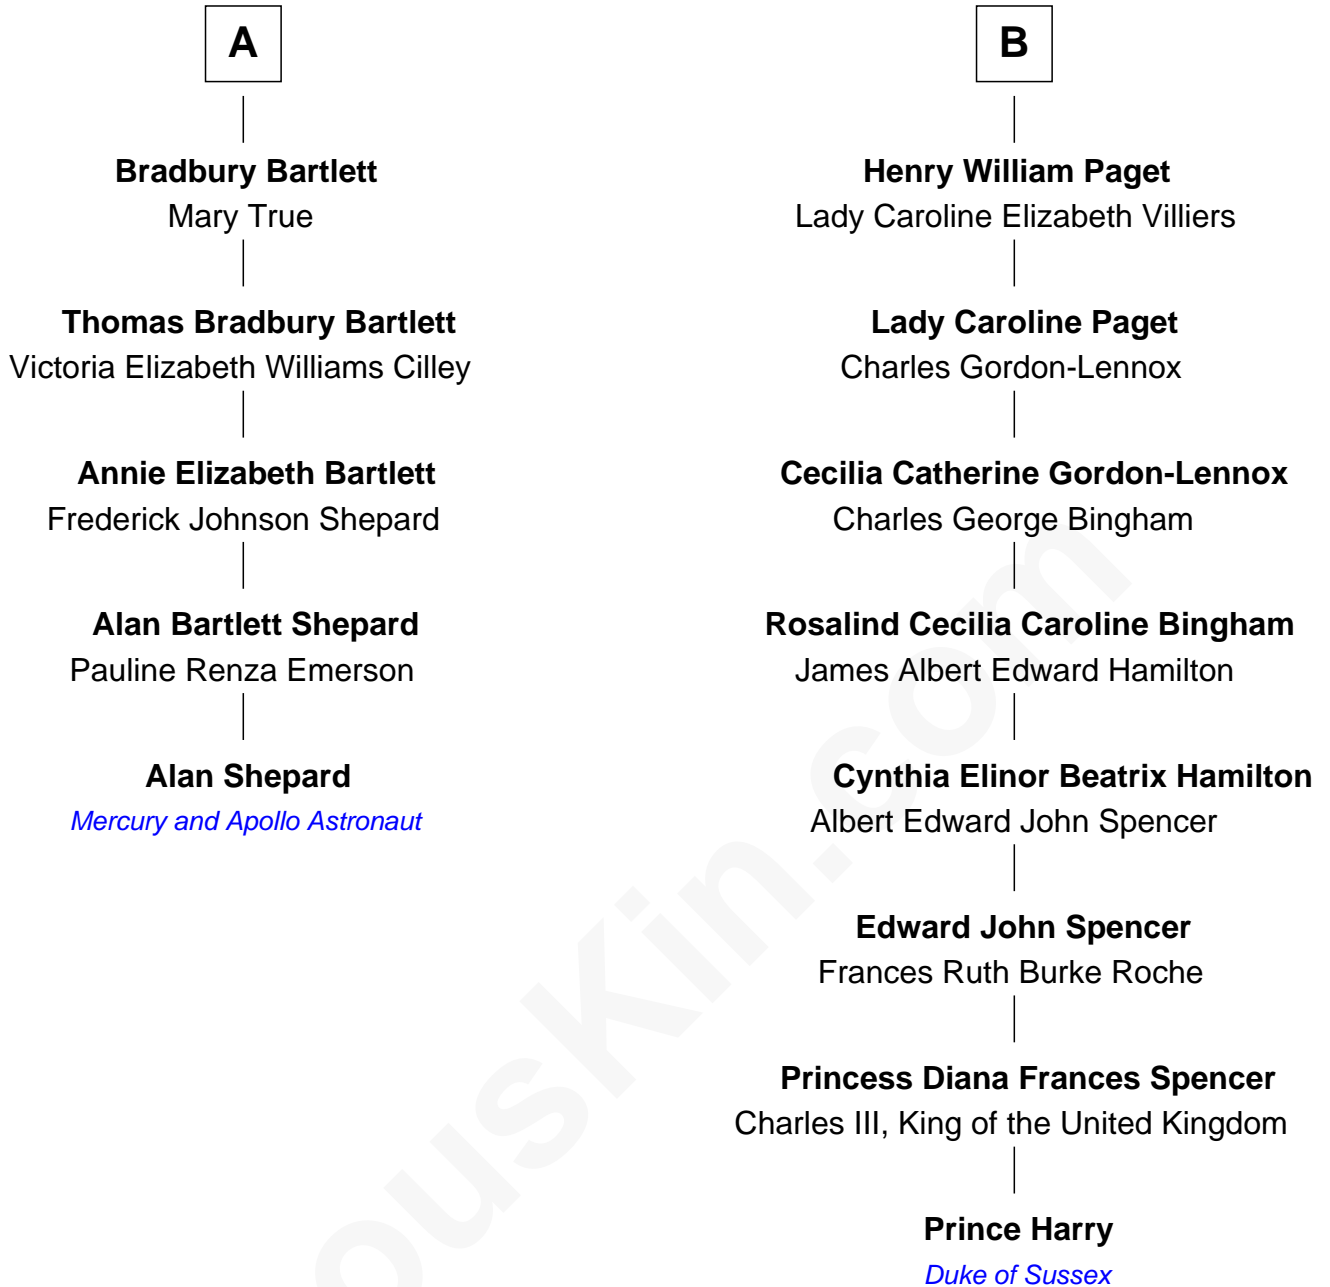 A
Bradbury Bartlett
Mary True
Thomas Bradbury Bartlett
Victoria Elizabeth Williams Cilley
Annie Elizabeth Bartlett
Frederick Johnson Shepard
Alan Bartlett Shepard
Pauline Renza Emerson
Alan Shepard
Mercury and Apollo Astronaut
B
Henry William Paget
Lady Caroline Elizabeth Villiers
Lady Caroline Paget
Charles Gordon-Lennox
Cecilia Catherine Gordon-Lennox
Charles George Bingham
Rosalind Cecilia Caroline Bingham
James Albert Edward Hamilton
Cynthia Elinor Beatrix Hamilton
Albert Edward John Spencer
Edward John Spencer
Frances Ruth Burke Roche
Princess Diana Frances Spencer
Charles III, King of the United Kingdom
Prince Harry
Duke of Sussex
ousKin.com